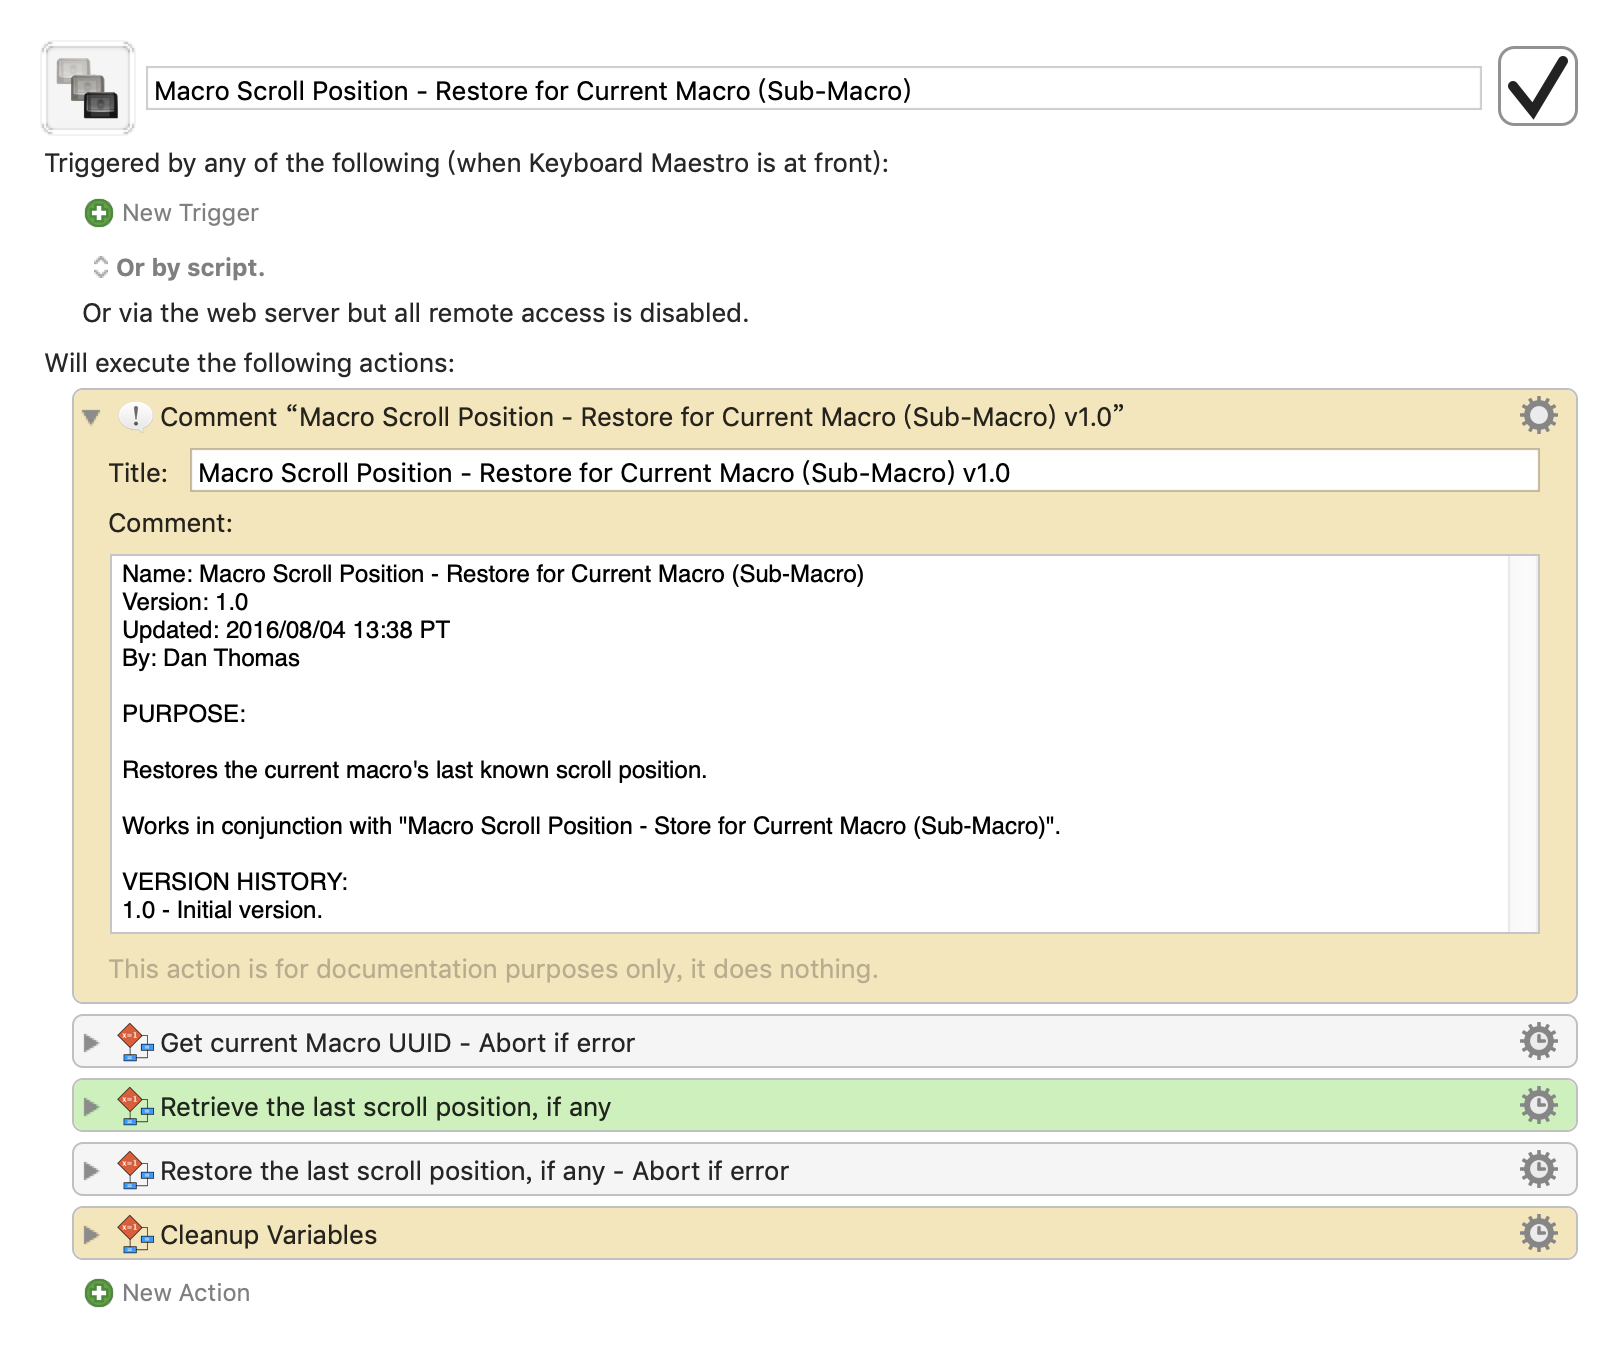 Macro Scroll Position - Restore for Current Macro (Sub-Macro)
Triggered by any of the following (when Keyboard Maestro is at front):
New Trigger
Or by script.
Or via the web server but all remote access is disabled.
Will execute the following actions:
Comment “Macro Scroll Position - Restore for Current Macro (Sub-Macro) v1.0”
Title: Macro Scroll Position - Restore for Current Macro (Sub-Macro) v1.0
Comment:
Name: Macro Scroll Position - Restore for Current Macro (Sub-Macro)
Version: 1.0
Updated: 2016/08/04 13:38 PT
By: Dan Thomas
PURPOSE:
Restores the current macro's last known scroll position.
Works in conjunction with "Macro Scroll Position - Store for Current Macro (Sub-Macro)".
VERSION HISTORY:
1.0 - Initial version.
This action is for documentation purposes only, it does nothing.
Get current Macro UUID - Abort if error
Retrieve the last scroll position, if any
Restore the last scroll position, if any - Abort if error
Cleanup Variables
New Action